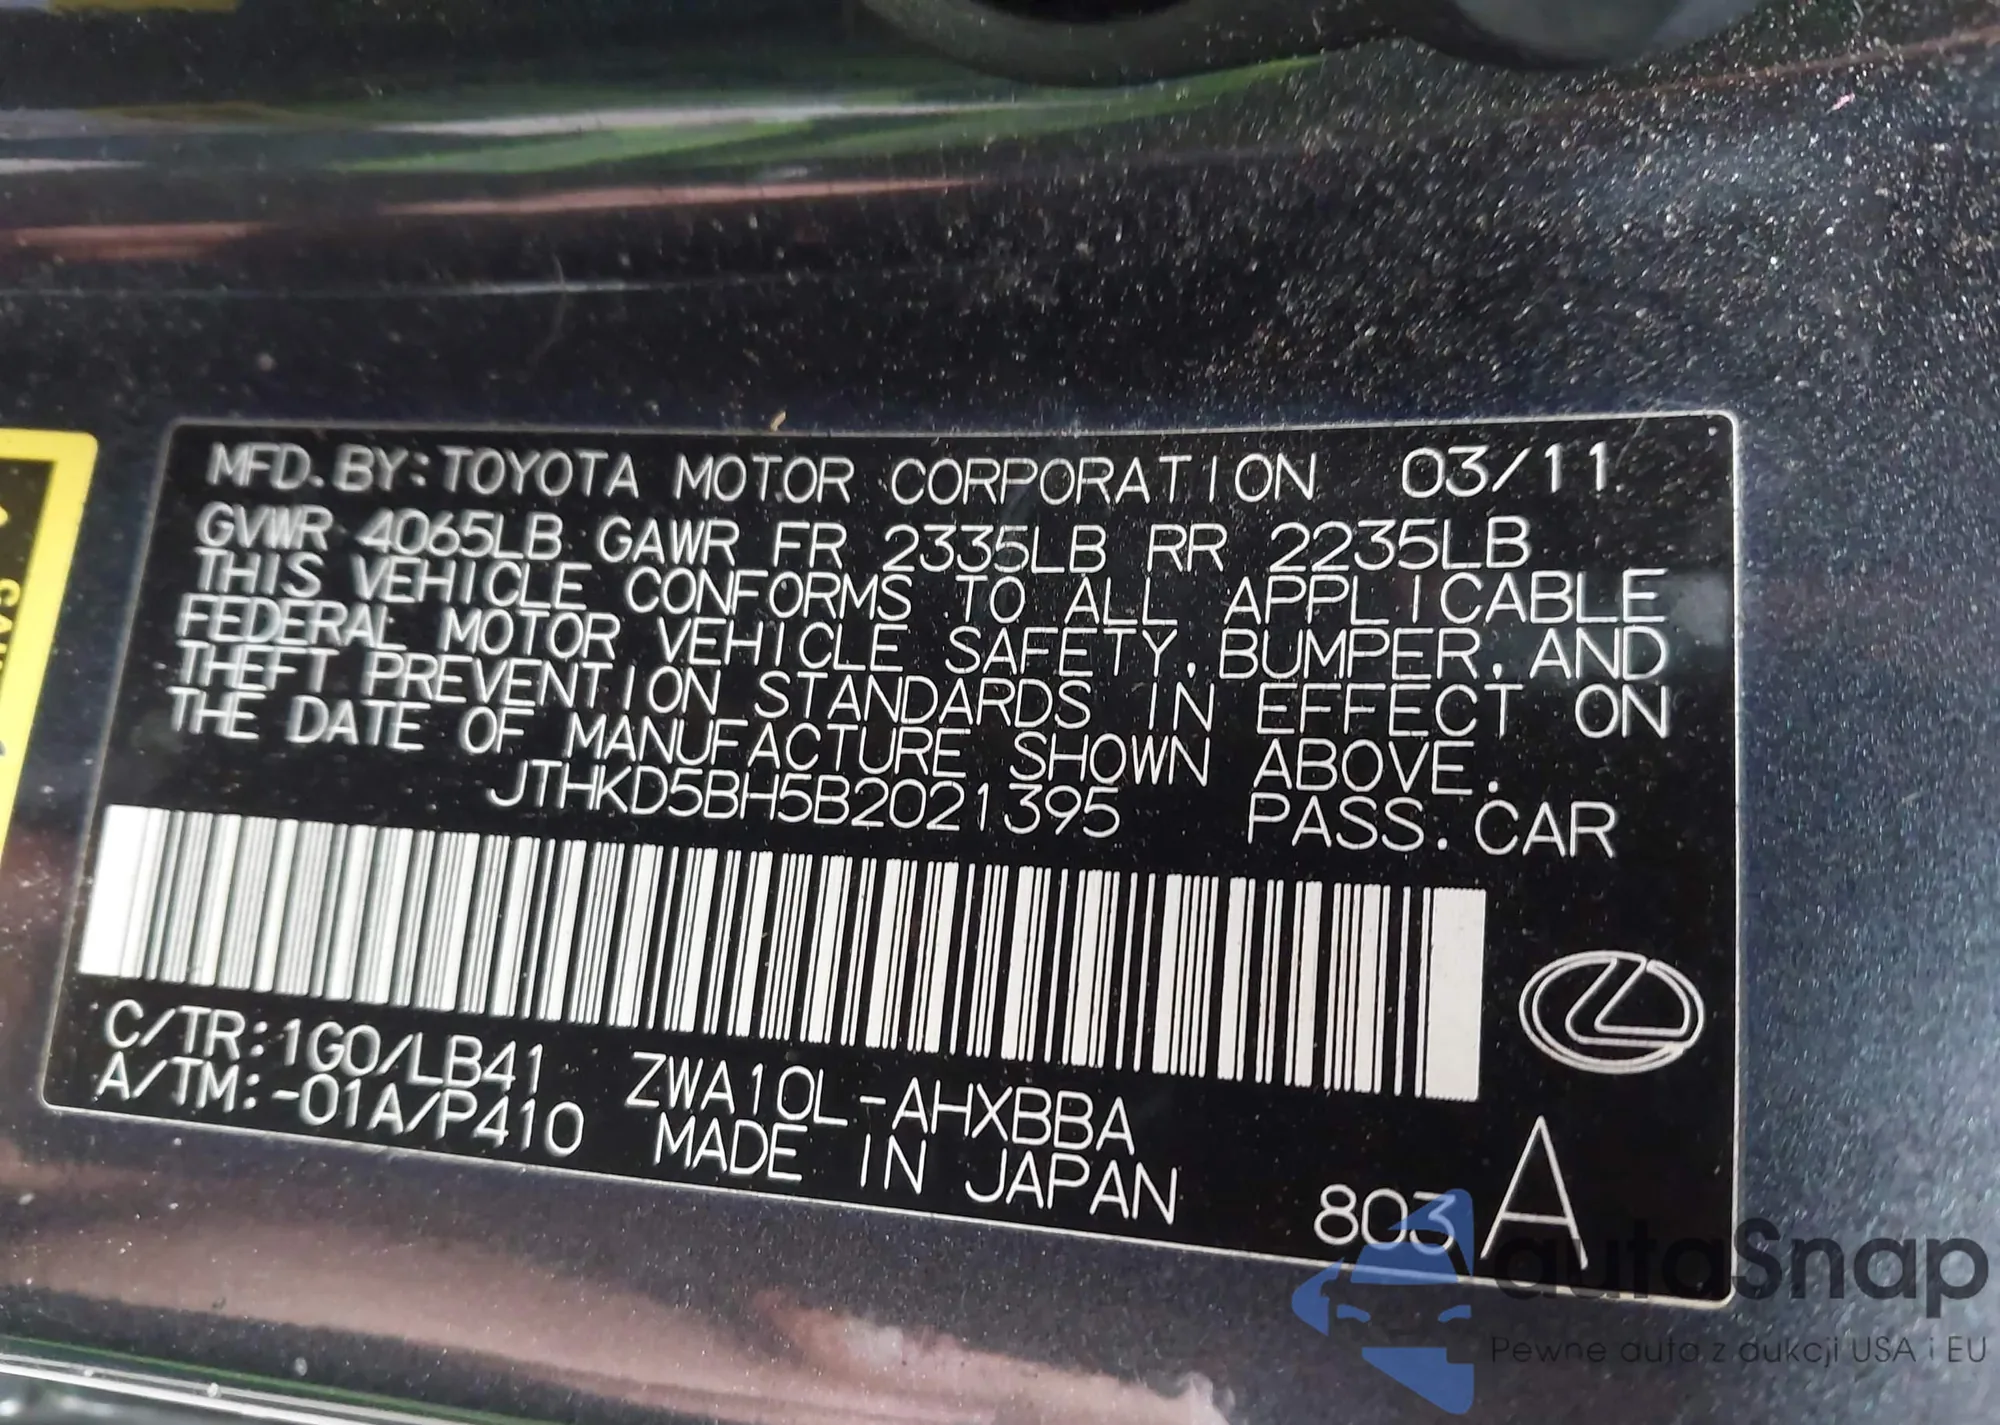 MFD. BY: TOYOTA MOTOR CORPORATION 03/11
GVWR 4065LB GAWR FR 2335LB RR 2235LB
THIS VEHICLE CONFORMS TO ALL APPLICABLE
FEDERAL MOTOR VEHICLE SAFETY, BUMPER, AND
THEFT PREVENTION STANDARDS IN EFFECT ON
THE DATE OF MANUFACTURE SHOWN ABOVE.
JTHKD5BH5B2021395 PASS. CAR
C/TR: 1G0/LB41 ZWA10L-AHXBBA
A/TM: -01A/P410 MADE IN JAPAN
803 A
autoSnap
Pewne auta z aukcji USA i EU